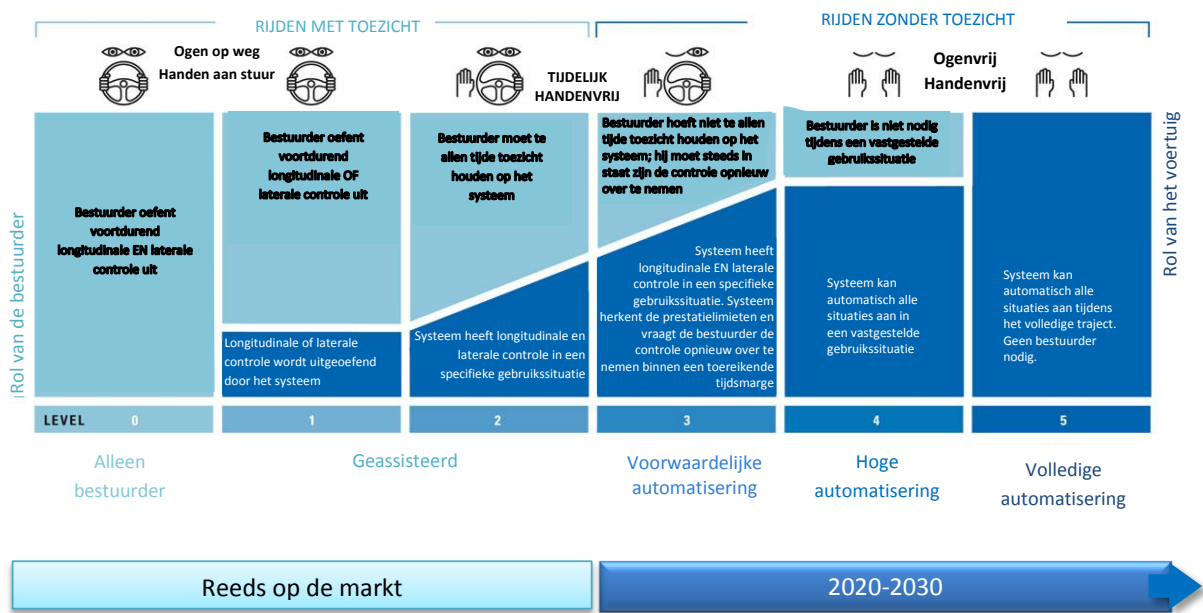 RIJDEN MET TOEZICHT
RIJDEN ZONDER TOEZICHT
Ogen op weg
Handen aan stuur
TIJDELIJK
HANDENVRIJ
Ogenvrij
Handenvrij
Rol van de bestuurder
Bestuurder oefent
voortdurend
longitudinale EN laterale
controle uit
Bestuurder oefent
voortdurend
longitudinale OF
laterale controle uit
Longitudinale of laterale
controle wordt uitgeoefend
door het systeem
Bestuurder moet te
allen tijde toezicht
houden op het
systeem
Systeem heeft longitudinale en
laterale controle in een
specifieke gebruikssituatie
Bestuurder hoeft niet te allen
tijde toezicht houden op het
systeem; hij moet steeds in
staat zijn de controle opnieuw
over te nemen
Systeem heeft
longitudinale EN laterale
controle in een specifieke
gebruikssituatie. Systeem
herkent de prestatielimieten en
vraagt de bestuurder de
controle opnieuw over te
nemen binnen een toereikende
tijdsmarge
Bestuurder is niet nodig
tijdens een vastgestelde
gebruikssituatie
Systeem kan
automatisch alle
situaties aan in
een vastgestelde
gebruikssituatie
Systeem kan
automatisch alle
situaties aan tijdens
het volledige traject.
Geen bestuurder
nodig.
Rol van het voertuig
LEVEL 0 1 2 3 4 5
Alleen
bestuurder
Geassisteerd
Voorwaardelijke
automatisering
Hoge
automatisering
Volledige
automatisering
Reeds op de markt
2020-2030